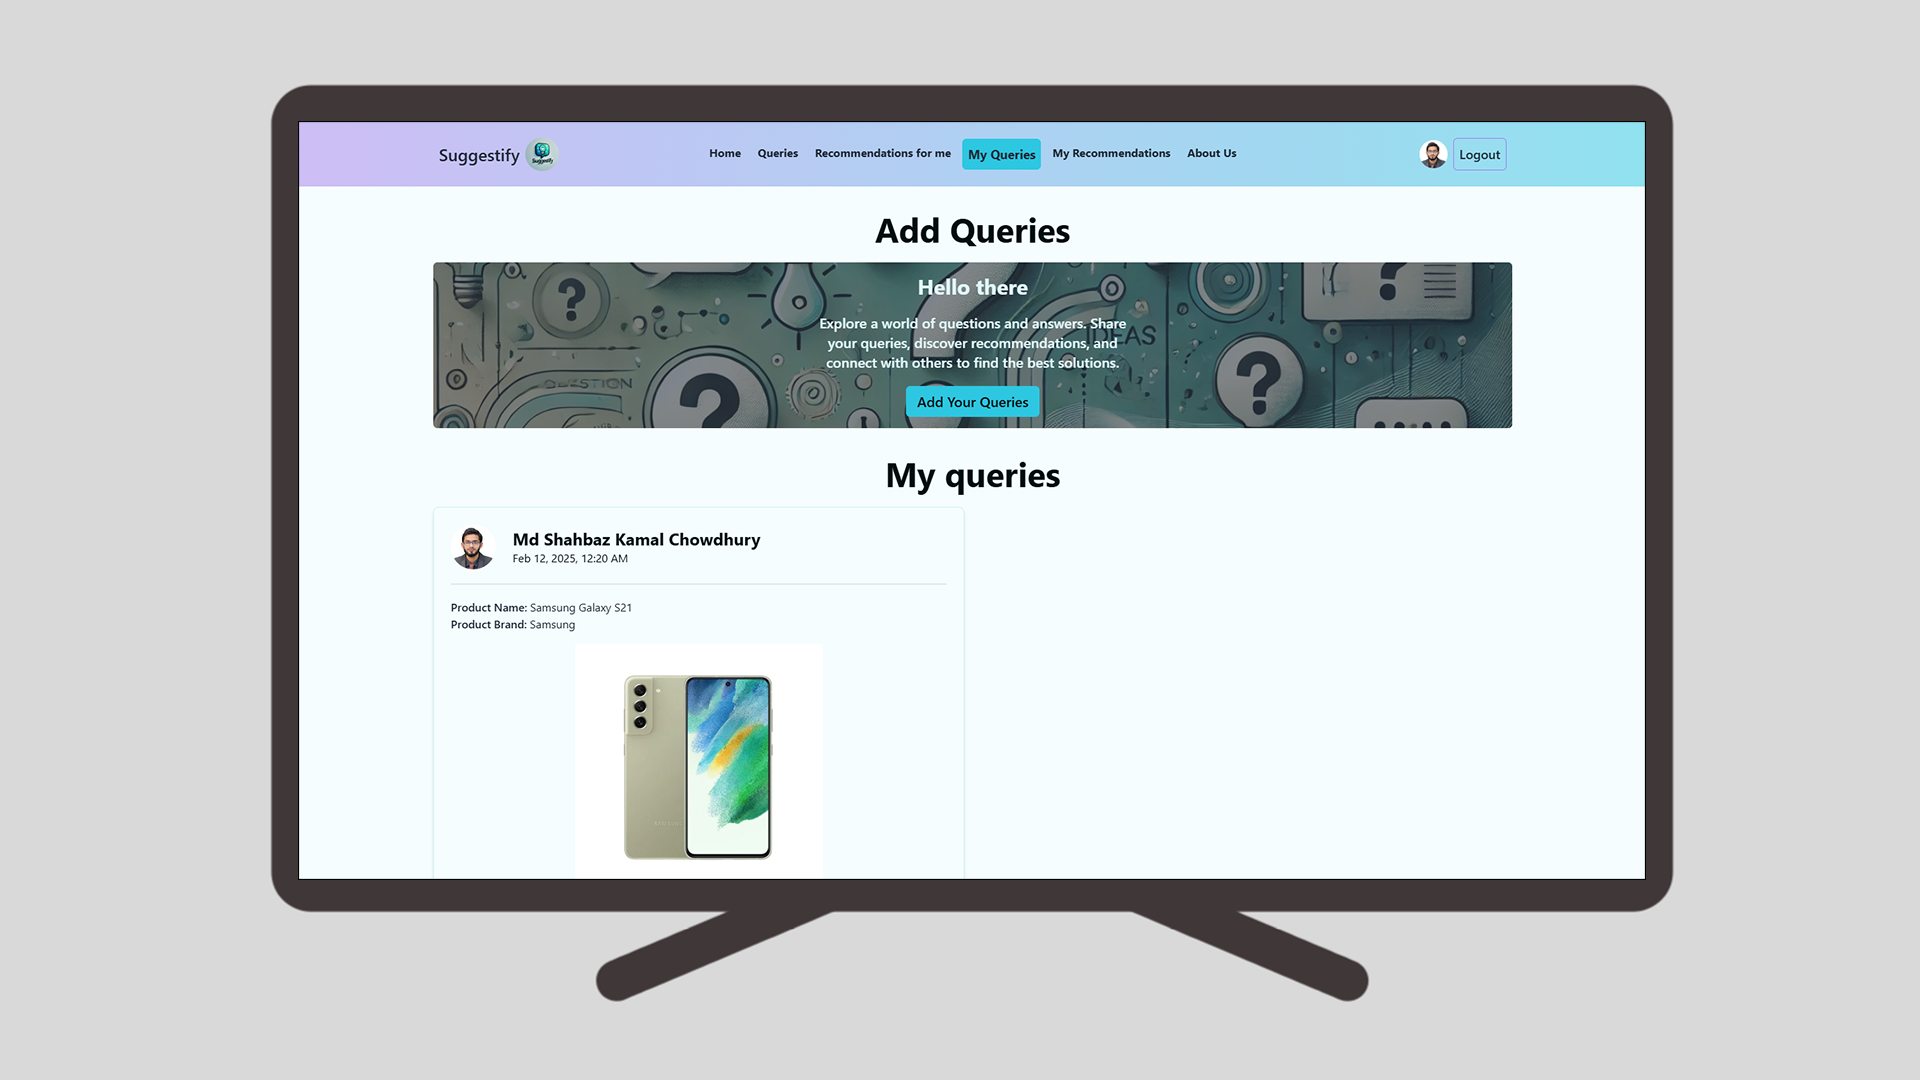 Suggestify
Suggestify
Home
Queries
Recommendations for me
My Queries
My Recommendations
About Us
Logout
Add Queries
Hello there
Explore a world of questions and answers. Share
your queries, discover recommendations, and
connect with others to find the best solutions.
IDEAS
QUESTION
Add Your Queries
My queries
Md Shahbaz Kamal Chowdhury
Feb 12, 2025, 12:20 AM
Product Name: Samsung Galaxy S21
Product Brand: Samsung
SAMSUNG